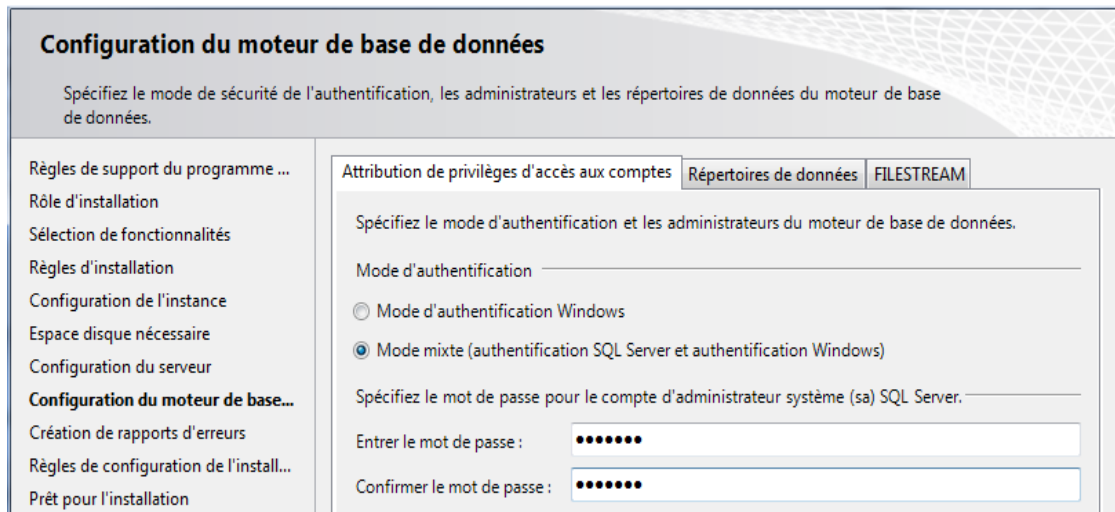 Configuration du moteur de base de données
Spécifiez le mode de sécurité de l'authentification, les administrateurs et les répertoires de données du moteur de base
de données.
Règles de support du programme ...
Rôle d'installation
Sélection de fonctionnalités
Règles d'installation
Configuration de l'instance
Espace disque nécessaire
Configuration du serveur
Configuration du moteur de base...
Création de rapports d'erreurs
Règles de configuration de l'install...
Prêt pour l'installation
Attribution de privilèges d'accès aux comptes
Répertoires de données
FILESTREAM
Spécifiez le mode d'authentification et les administrateurs du moteur de base de données.
Mode d'authentification
Mode d'authentification Windows
Mode mixte (authentification SQL Server et authentification Windows)
Spécifiez le mot de passe pour le compte d'administrateur système (sa) SQL Server.
Entrer le mot de passe : •••••••
Confirmer le mot de passe : •••••••